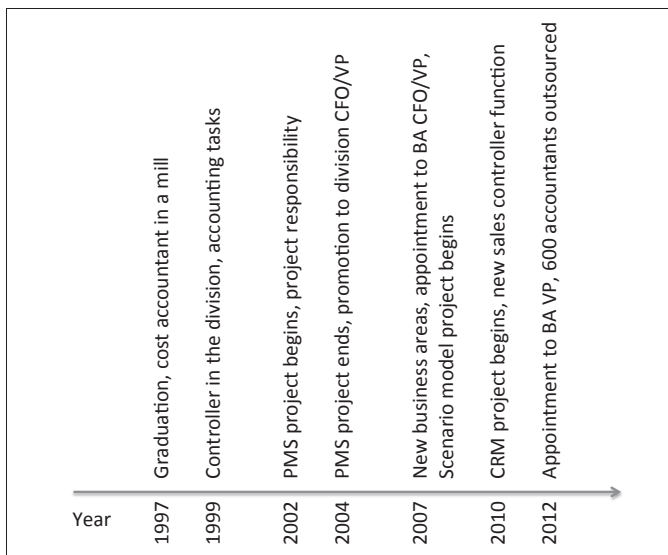 Graduation, cost accountant in a mill
Controller in the division, accounting tasks
PMS project begins, project responsibility
PMS project ends, promotion to division CFO/VP
New business areas, appointment to BA CFO/VP,
Scenario model project begins
CRM project begins, new sales controller function
Appointment to BA VP, 600 accountants outsourced
Year
1997
1999
2002
2004
2007
2010
2012